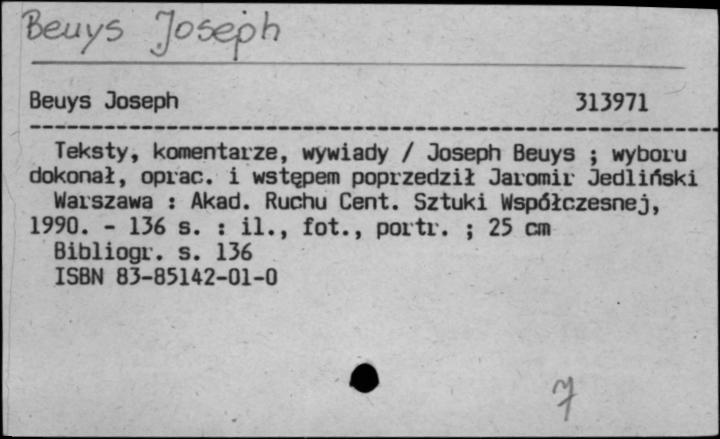 Beuys Joseph
Beuys Joseph 313971
Teksty, komentarze, wywiady / Joseph Beuys ; wyboru
dokonał, oprac. i wstępem poprzedził Jaromir Jedliński
Warszawa : Akad. Ruchu Cent. Sztuki Współczesnej,
1990. - 136 s. : il., fot., portr. ; 25 cm
Bibliogr. s. 136
ISBN 83-85142-01-0
7